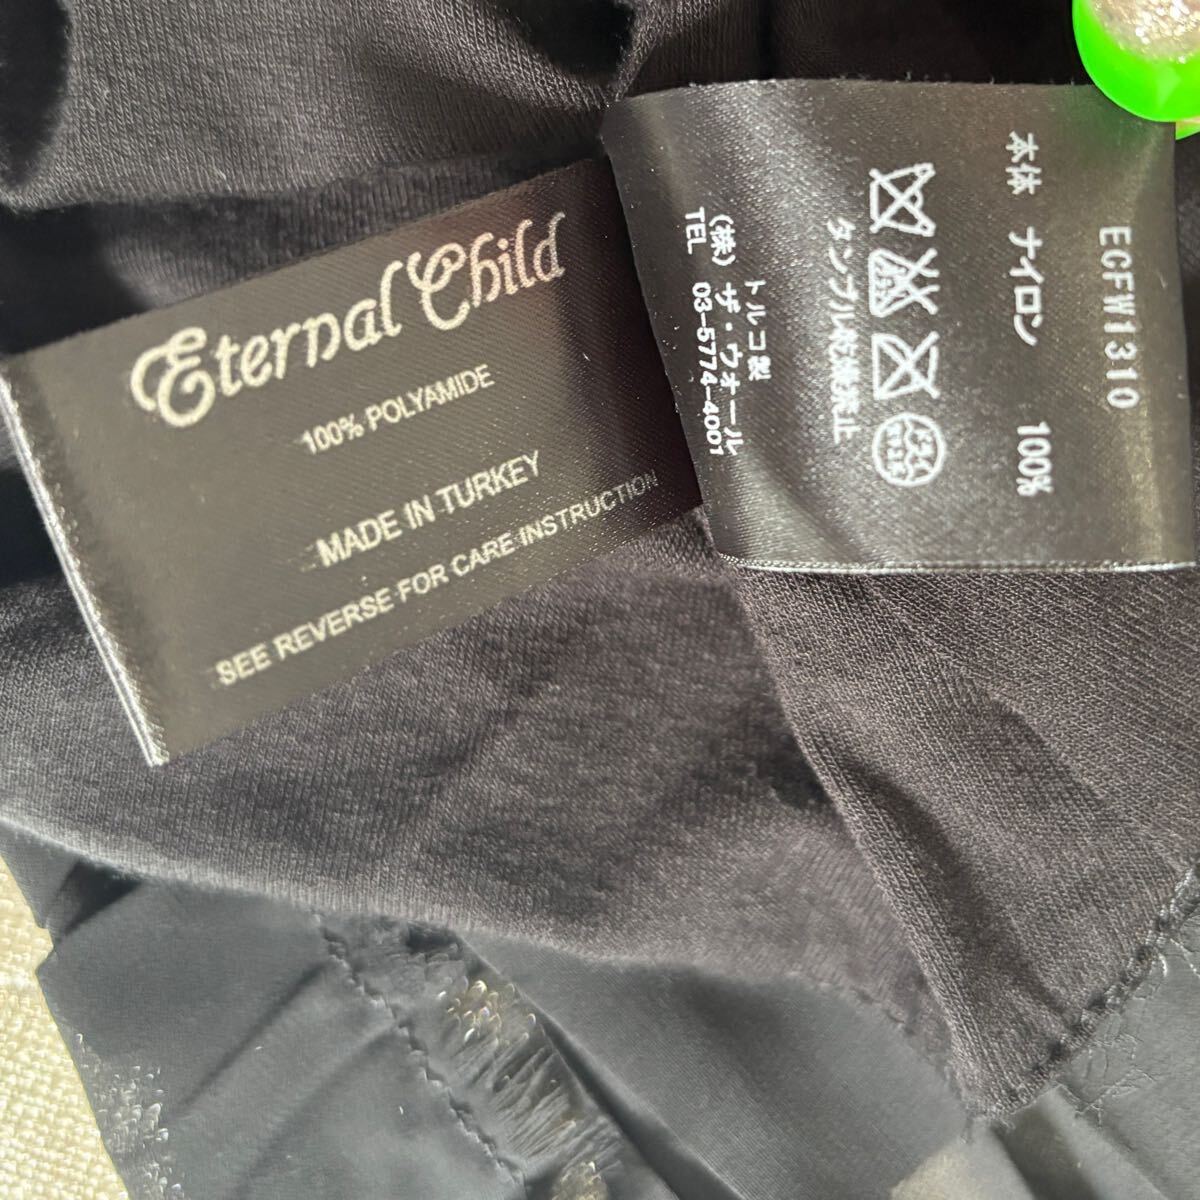 Eternal Child
100% POLYAMIDE
MADE IN TURKEY
SEE REVERSE FOR CARE INSTRUCTION
ECFW1310
本体 ナイロン 100%
タンブル乾燥禁止
トルコ製
(株) ザ・ウォール
TEL 03-5774-4001